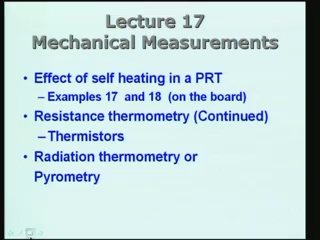 Lecture 17
Mechanical Measurements
• Effect of self heating in a PRT
– Examples 17 and 18 (on the board)
• Resistance thermometry (Continued)
–Thermistors
• Radiation thermometry or
Pyrometry